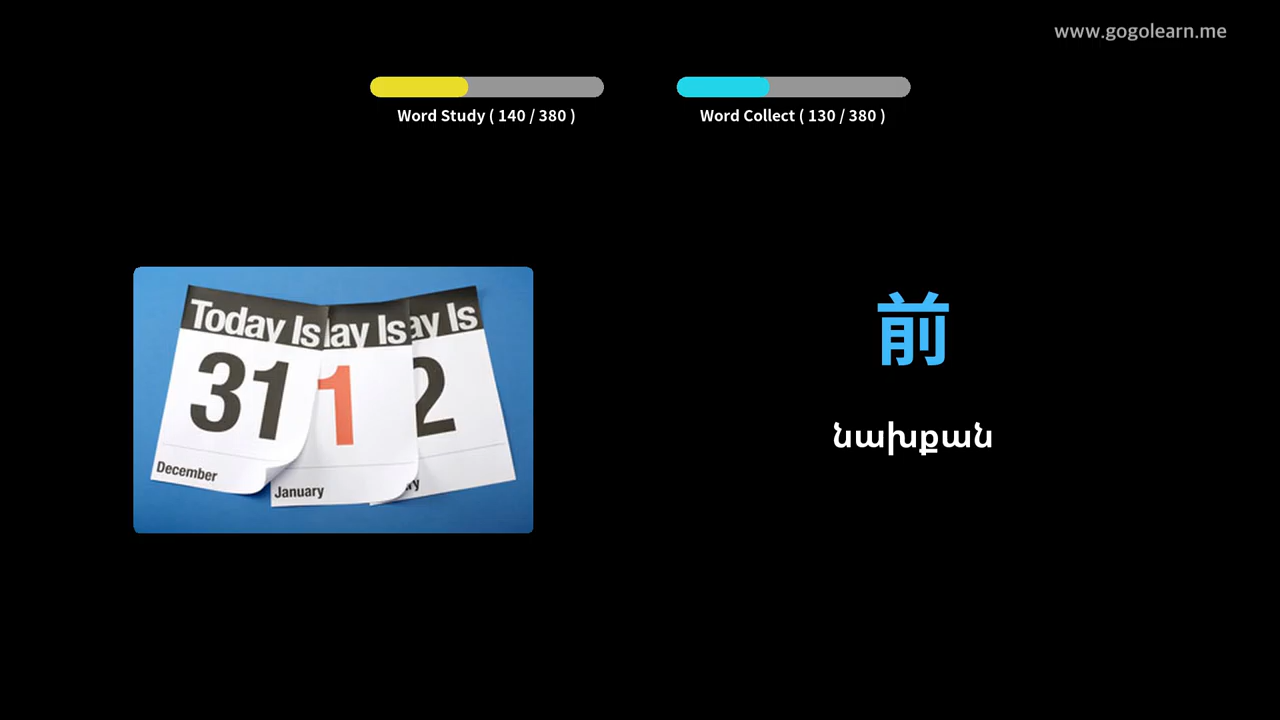 www.gogolearn.me
Word Study ( 140 / 380 )
Word Collect ( 130 / 380 )
Today Is
ay Is
ay Is
31
1
2
December
January
ry
前
նախքան